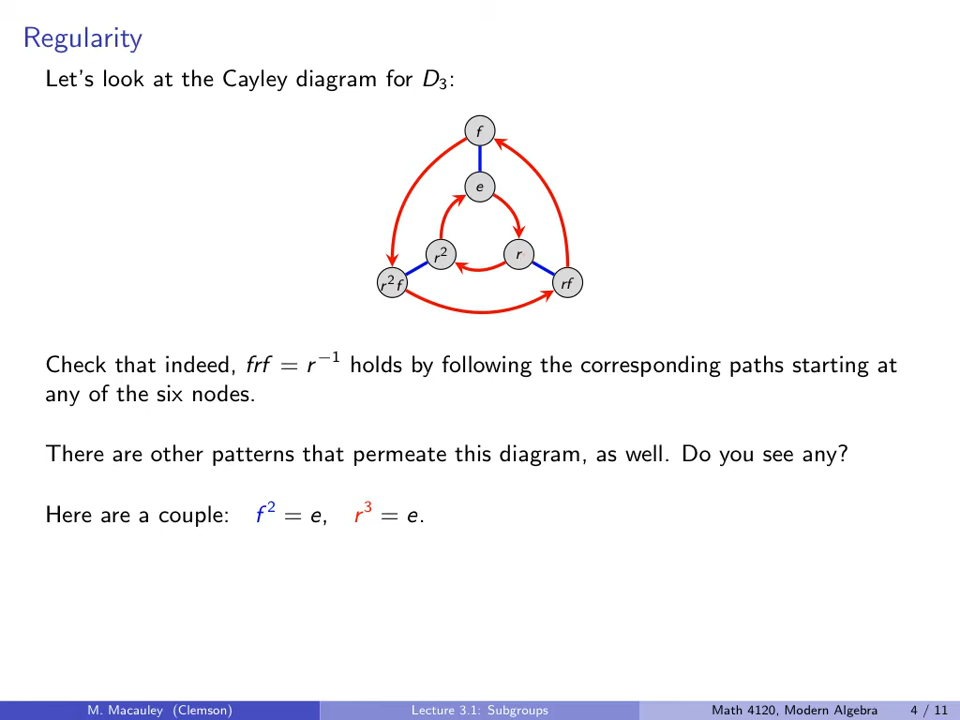 Regularity
Let's look at the Cayley diagram for D₃:
f
e
r²
r
r²f
rf
Check that indeed, frf = r⁻¹ holds by following the corresponding paths starting at
any of the six nodes.
There are other patterns that permeate this diagram, as well. Do you see any?
Here are a couple: f² = e, r³ = e.
M. Macauley (Clemson) Lecture 3.1: Subgroups Math 4120, Modern Algebra 4 / 11